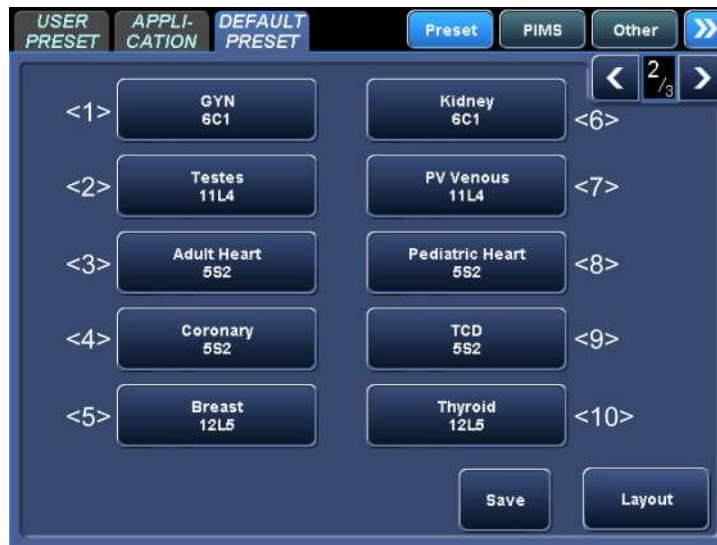 USER PRESET
APPLI-CATION
DEFAULT PRESET
Preset
PIMS
Other
2/3
<1>
GYN
6C1
Kidney
6C1
<6>
<2>
Testes
11L4
PV Venous
11L4
<7>
<3>
Adult Heart
5S2
Pediatric Heart
5S2
<8>
<4>
Coronary
5S2
TCD
5S2
<9>
<5>
Breast
12L5
Thyroid
12L5
<10>
Save
Layout